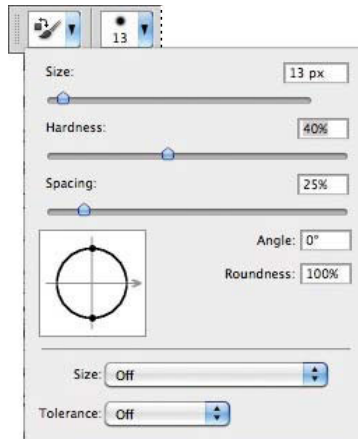 13
Size: 13 px
Hardness: 40%
Spacing: 25%
Angle: 0°
Roundness: 100%
Size: Off
Tolerance: Off